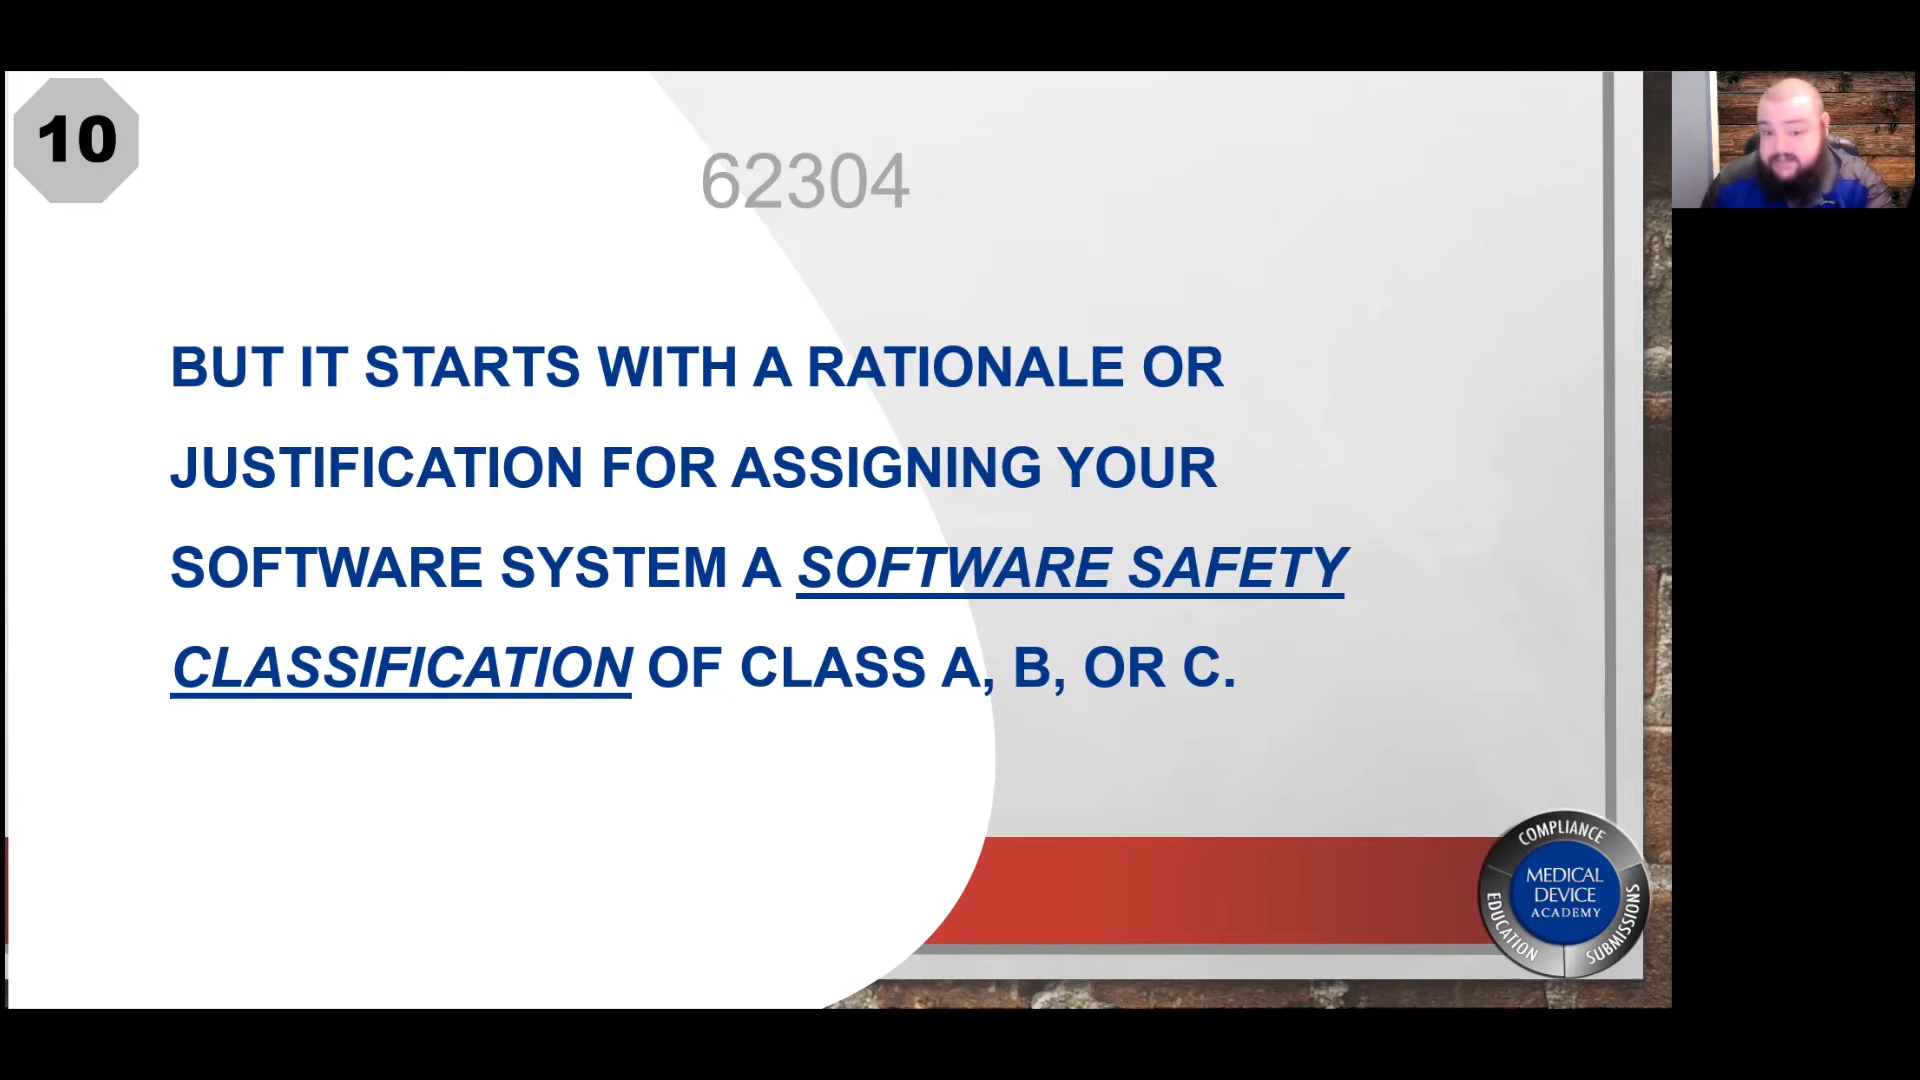 10
62304
BUT IT STARTS WITH A RATIONALE OR
JUSTIFICATION FOR ASSIGNING YOUR
SOFTWARE SYSTEM A SOFTWARE SAFETY
CLASSIFICATION OF CLASS A, B, OR C.
COMPLIANCE
MEDICAL
DEVICE
ACADEMY
EDUCATION
SUBMISSIONS